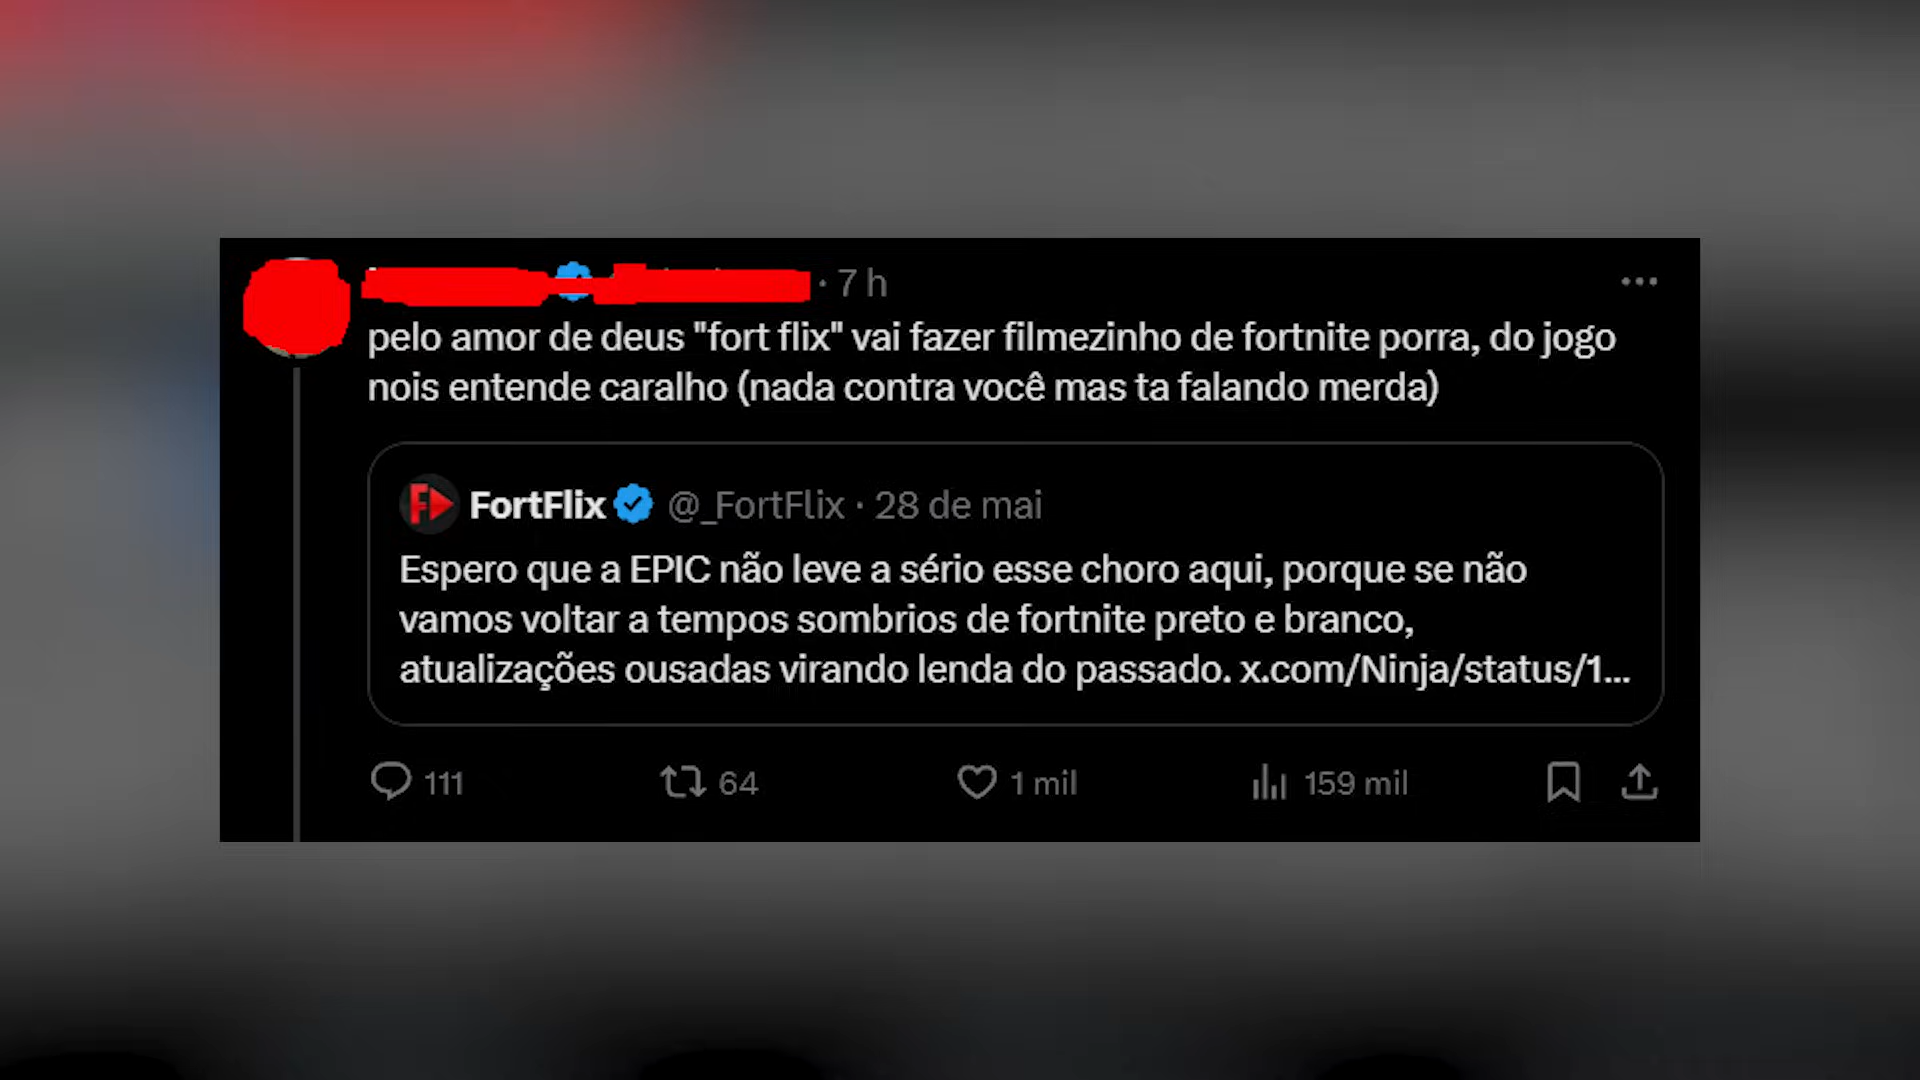 · 7 h
pelo amor de deus "fort flix" vai fazer filmezinho de fortnite porra, do jogo
nois entende caralho (nada contra você mas ta falando merda)
FortFlix @_FortFlix · 28 de mai
Espero que a EPIC não leve a sério esse choro aqui, porque se não
vamos voltar a tempos sombrios de fortnite preto e branco,
atualizações ousadas virando lenda do passado. x.com/Ninja/status/1...
111 64 1 mil 159 mil